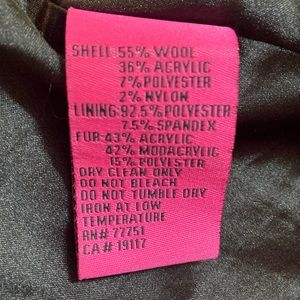 SHELL: 55% WOOL
36% ACRYLIC
7% POLYESTER
2% NYLON
LINING: 92.5% POLYESTER
7.5% SPANDEX
FUR: 43% ACRYLIC
42% MODACRYLIC
15% POLYESTER
DRY CLEAN ONLY
DO NOT BLEACH
DO NOT TUMBLE DRY
IRON AT LOW
TEMPERATURE
RN# 77751
CA# 19117